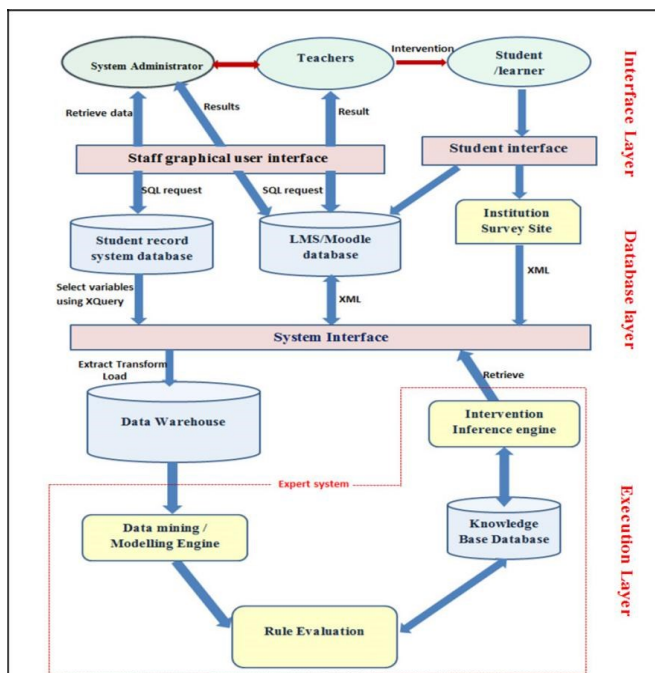 Intervention
System Administrator
Teachers
Student
/learner
Retrieve data
Results
Result
Interface Layer
Staff graphical user interface
Student interface
SQL request
SQL request
Student record
system database
LMS/Moodle
database
Institution
Survey Site
Database layer
Select variables
using XQuery
XML
XML
System Interface
Extract Transform
Load
Retrieve
Data Warehouse
Intervention
Inference engine
Expert system
Data mining /
Modelling Engine
Knowledge
Base Database
Execution Layer
Rule Evaluation